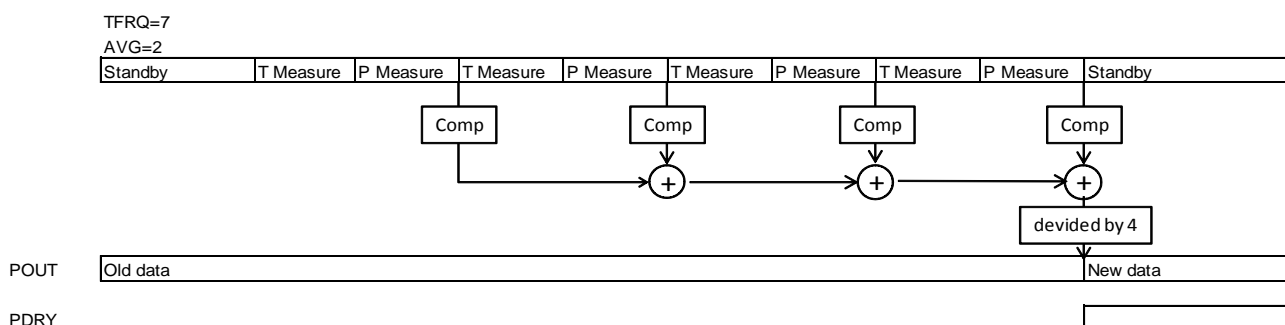 TFRQ=7
AVG=2
Standby T Measure P Measure T Measure P Measure T Measure P Measure T Measure P Measure Standby
Comp Comp Comp Comp
+ + +
devided by 4
POUT Old data New data
PDRY